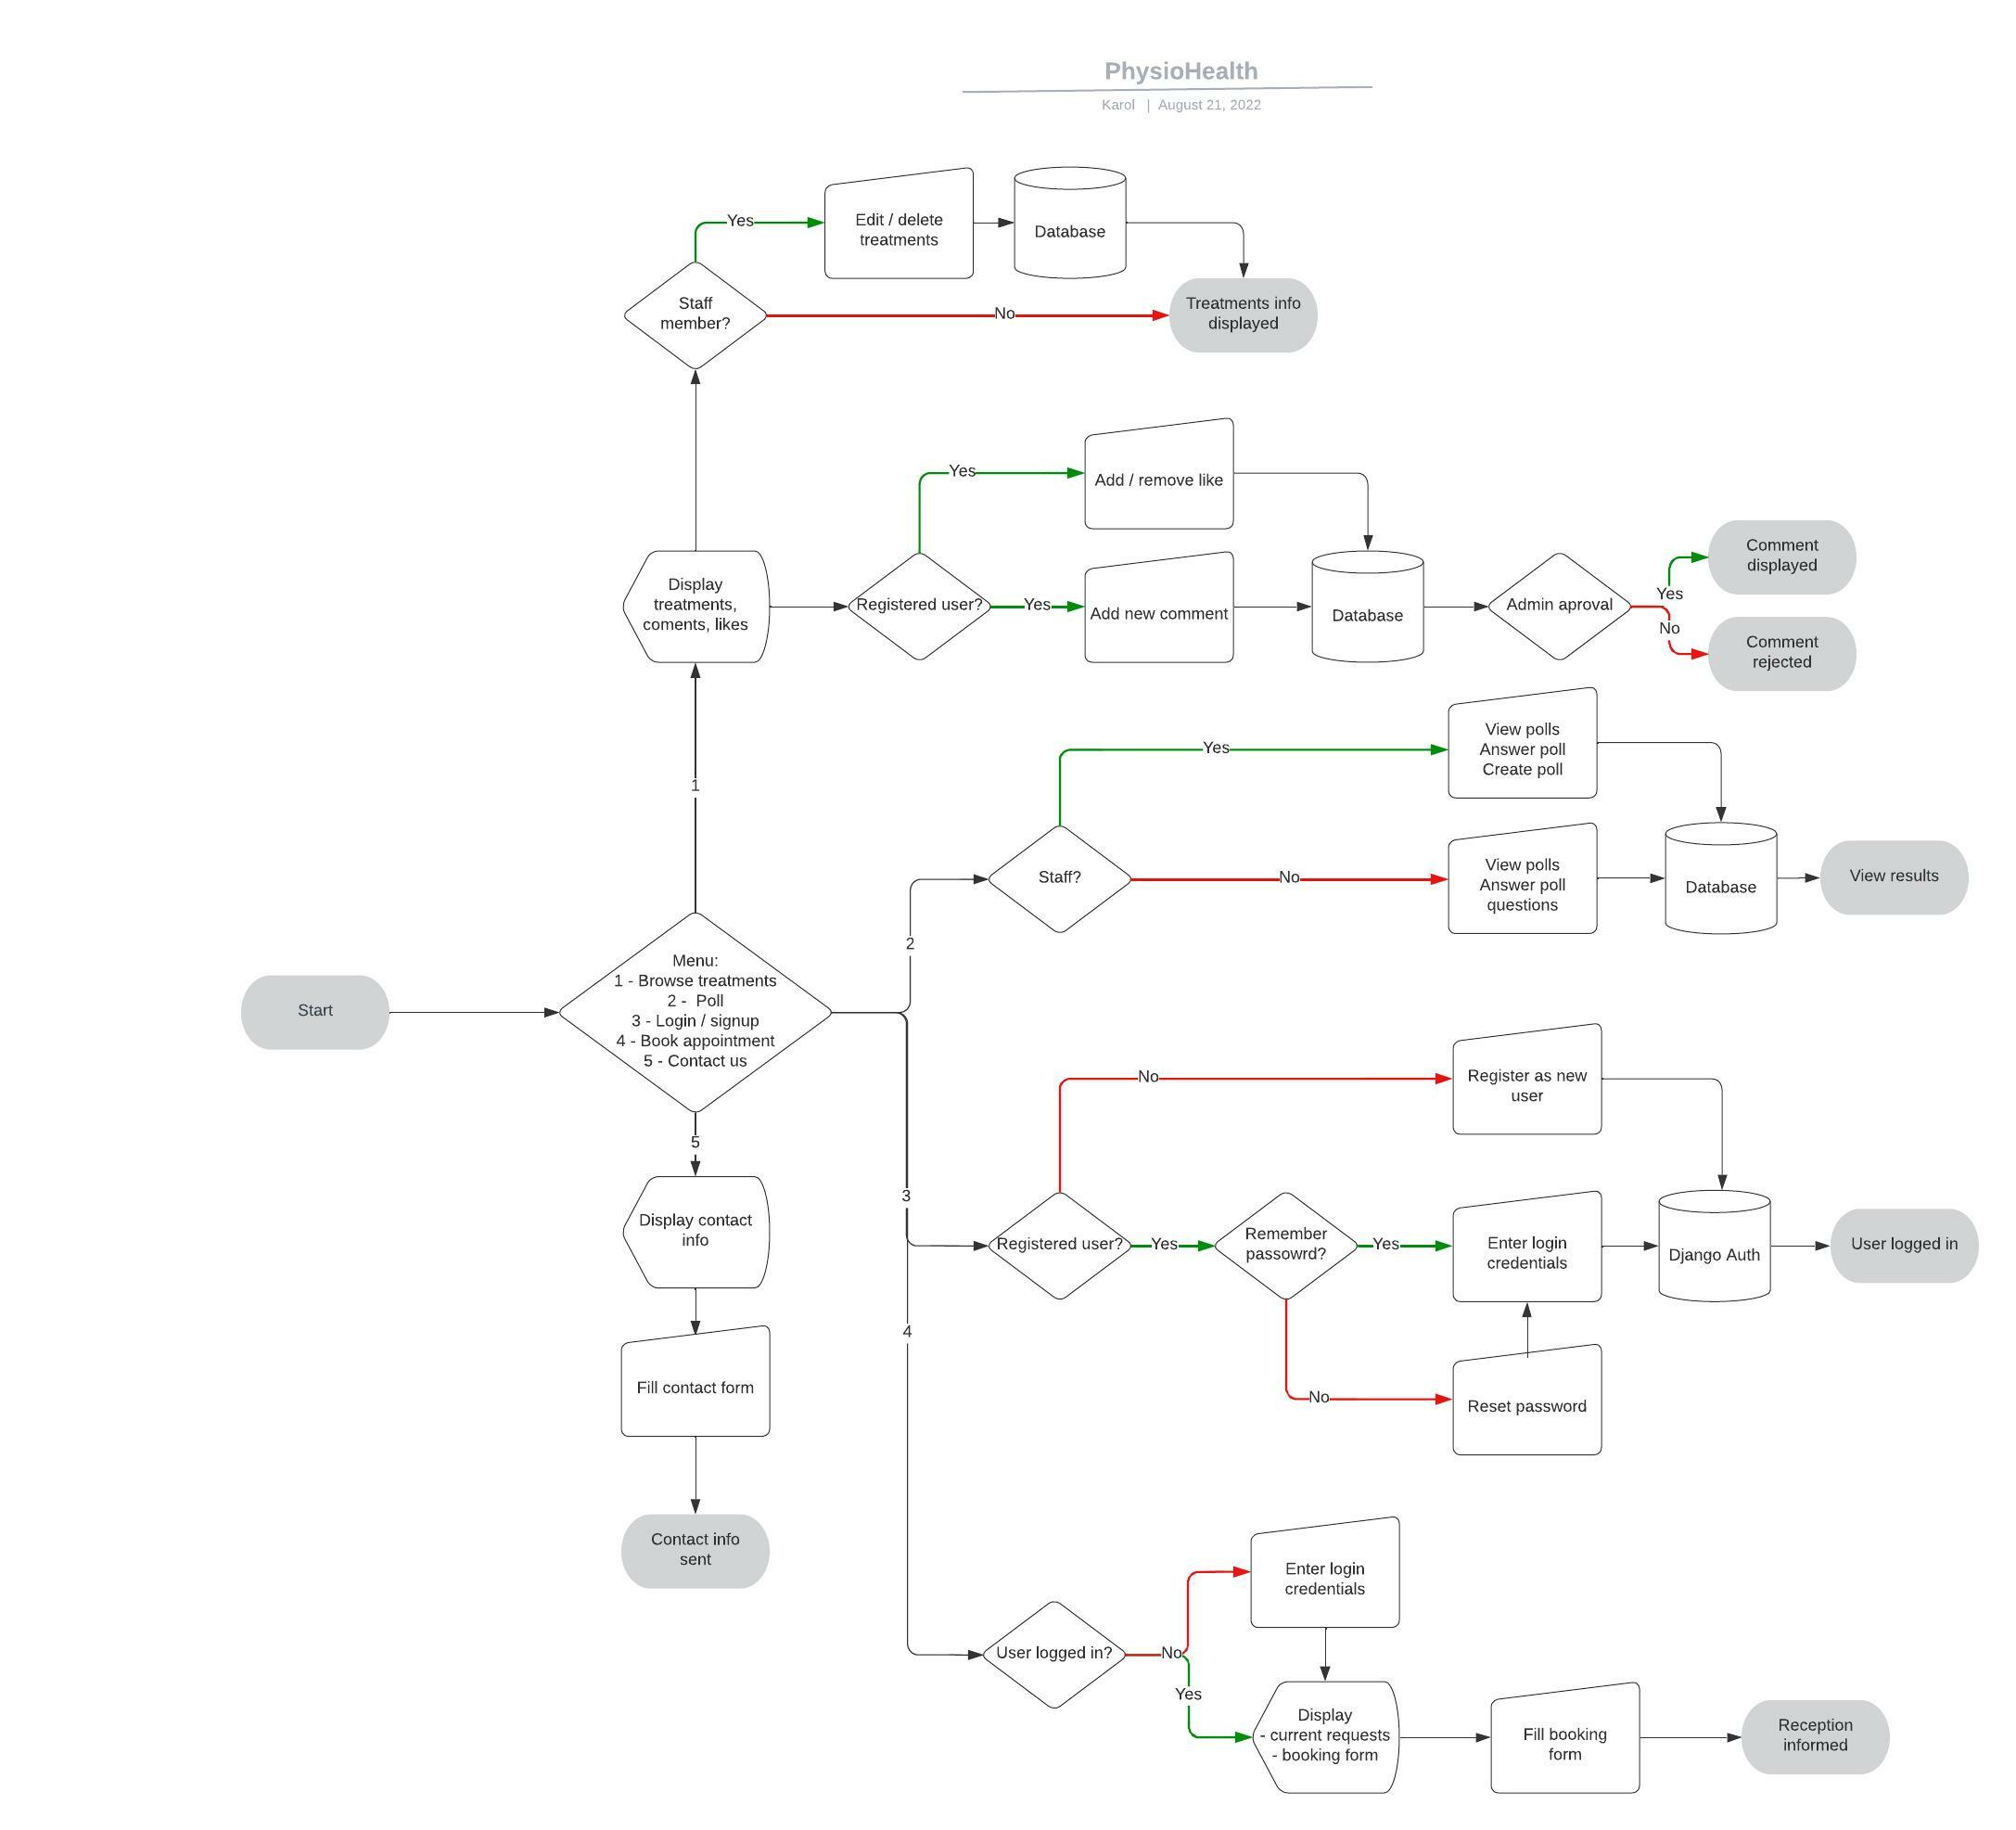 PhysioHealth
Karol | August 21, 2022
Yes
Edit / delete
treatments
Database
Staff
member?
No
Treatments info
displayed
Yes
Add / remove like
Display
treatments,
coments, likes
Registered user?
Yes
Add new comment
Database
Admin aproval
Yes
No
Comment
displayed
Comment
rejected
1
Yes
View polls
Answer poll
Create poll
Staff?
No
View polls
Answer poll
questions
Database
View results
2
Start
Menu:
1 - Browse treatments
2 - Poll
3 - Login / signup
4 - Book appointment
5 - Contact us
No
Register as new
user
5
3
Display contact
info
Registered user?
Yes
Remember
passowrd?
Yes
Enter login
credentials
Django Auth
User logged in
4
Fill contact form
No
Reset password
Contact info
sent
Enter login
credentials
User logged in?
No
Yes
Display
- current requests
- booking form
Fill booking
form
Reception
informed